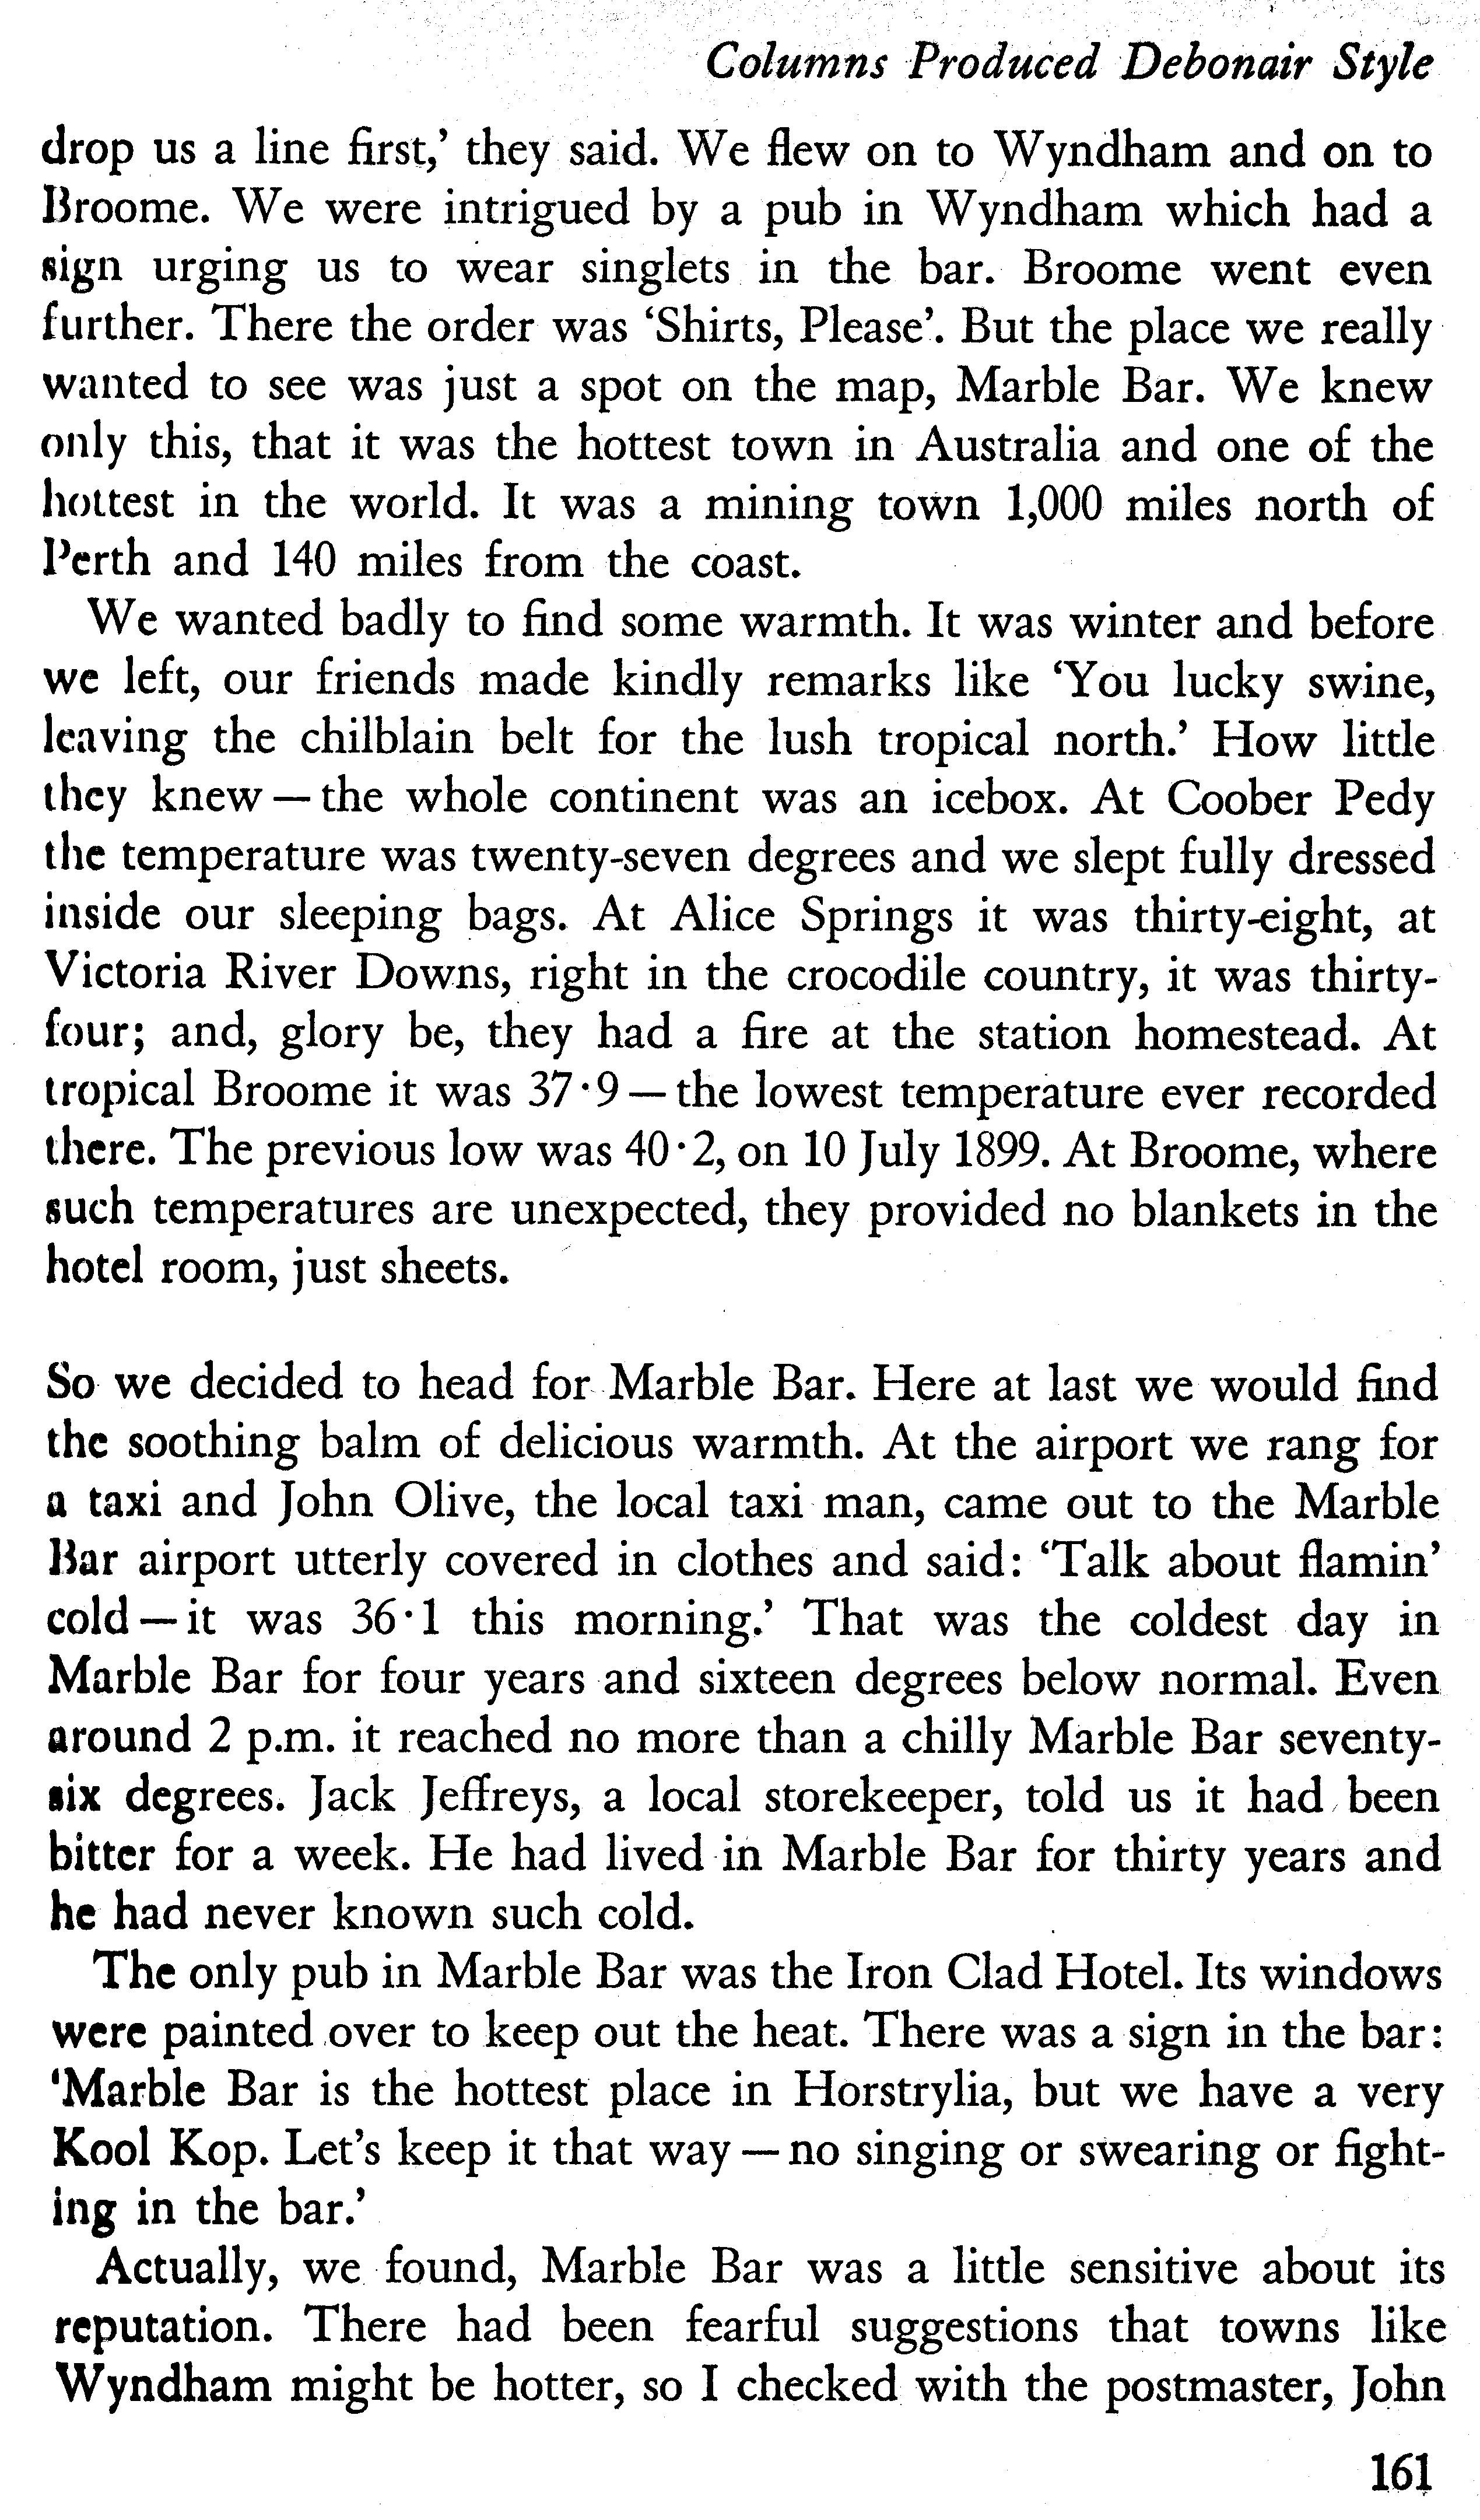 Columns Produced Debonair Style
drop us a line first,’ they said. We flew on to Wyndham and on to
Broome. We were intrigued by a pub in Wyndham which had a
sign urging us to wear singlets in the bar. Broome went even
further. There the order was ‘Shirts, Please’. But the place we really
wanted to see was just a spot on the map, Marble Bar. We knew
only this, that it was the hottest town in Australia and one of the
hottest in the world. It was a mining town 1,000 miles north of
Perth and 140 miles from the coast.
We wanted badly to find some warmth. It was winter and before
we left, our friends made kindly remarks like ‘You lucky swine,
leaving the chilblain belt for the lush tropical north.’ How little
they knew — the whole continent was an icebox. At Coober Pedy
the temperature was twenty-seven degrees and we slept fully dressed
inside our sleeping bags. At Alice Springs it was thirty-eight, at
Victoria River Downs, right in the crocodile country, it was thirty-
four; and, glory be, they had a fire at the station homestead. At
tropical Broome it was 37·9 — the lowest temperature ever recorded
there. The previous low was 40·2, on 10 July 1899. At Broome, where
such temperatures are unexpected, they provided no blankets in the
hotel room, just sheets.
So we decided to head for Marble Bar. Here at last we would find
the soothing balm of delicious warmth. At the airport we rang for
a taxi and John Olive, the local taxi man, came out to the Marble
Bar airport utterly covered in clothes and said: ‘Talk about flamin’
cold — it was 36·1 this morning.’ That was the coldest day in
Marble Bar for four years and sixteen degrees below normal. Even
around 2 p.m. it reached no more than a chilly Marble Bar seventy-
six degrees. Jack Jeffreys, a local storekeeper, told us it had been
bitter for a week. He had lived in Marble Bar for thirty years and
he had never known such cold.
The only pub in Marble Bar was the Iron Clad Hotel. Its windows
were painted over to keep out the heat. There was a sign in the bar:
‘Marble Bar is the hottest place in Horstrylia, but we have a very
Kool Kop. Let’s keep it that way — no singing or swearing or fight-
ing in the bar.’
Actually, we found, Marble Bar was a little sensitive about its
reputation. There had been fearful suggestions that towns like
Wyndham might be hotter, so I checked with the postmaster, John
161